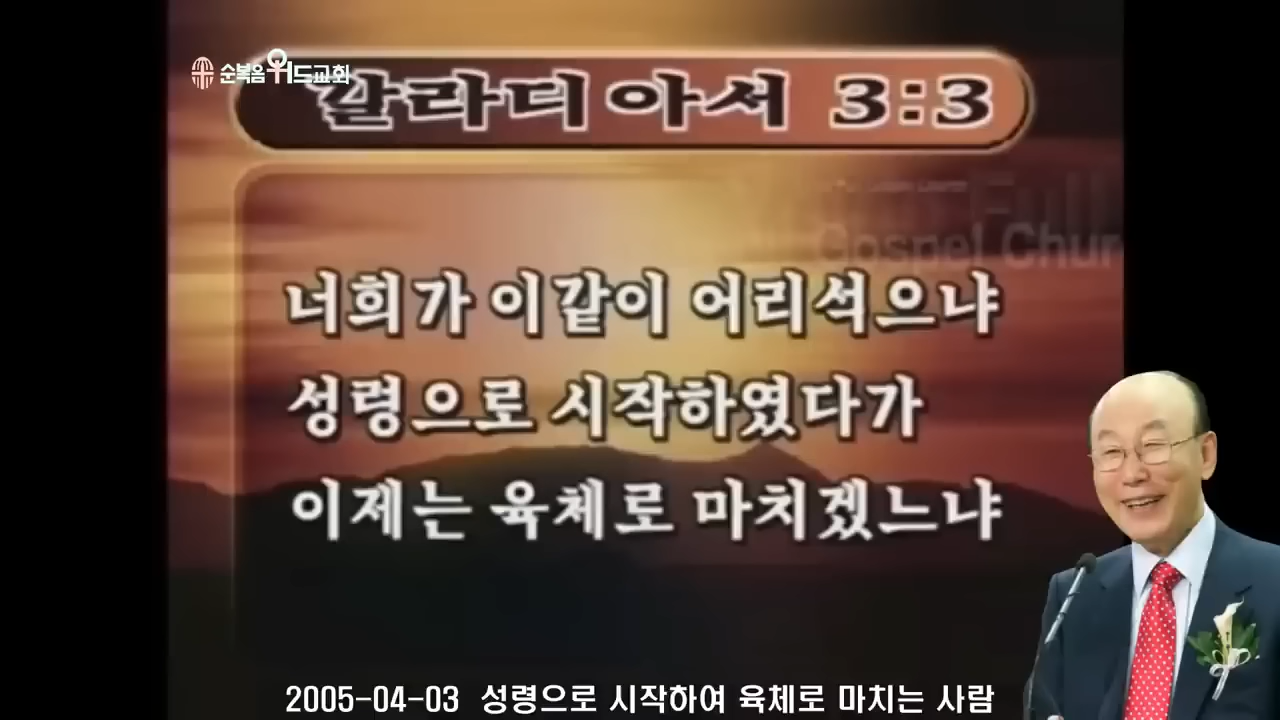 순복음위드교회
갈라디아서 3:3
Full
Gospel Chur
너희가 이같이 어리석으냐
성령으로 시작하였다가
이제는 육체로 마치겠느냐
2005-04-03 성령으로 시작하여 육체로 마치는 사람